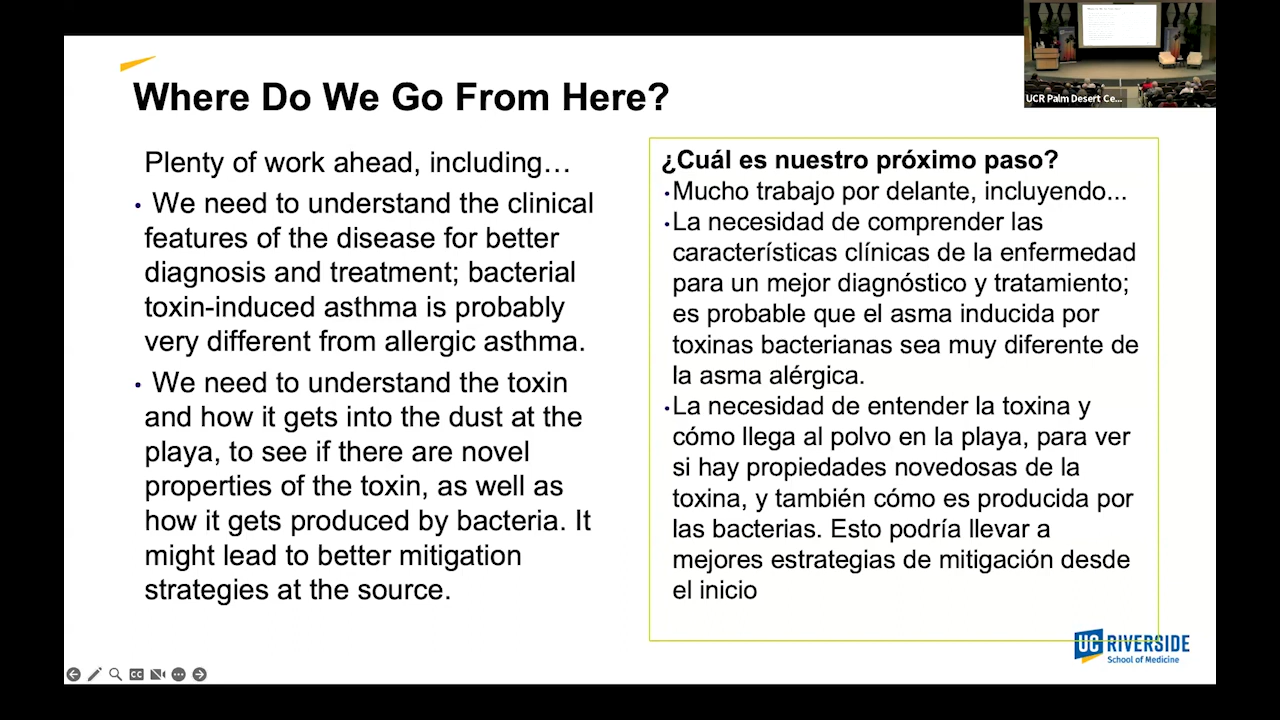 Where Do We Go From Here?
Plenty of work ahead, including…
• We need to understand the clinical
features of the disease for better
diagnosis and treatment; bacterial
toxin-induced asthma is probably
very different from allergic asthma.
• We need to understand the toxin
and how it gets into the dust at the
playa, to see if there are novel
properties of the toxin, as well as
how it gets produced by bacteria. It
might lead to better mitigation
strategies at the source.
¿Cuál es nuestro próximo paso?
•Mucho trabajo por delante, incluyendo...
•La necesidad de comprender las
características clínicas de la enfermedad
para un mejor diagnóstico y tratamiento;
es probable que el asma inducida por
toxinas bacterianas sea muy diferente de
la asma alérgica.
•La necesidad de entender la toxina y
cómo llega al polvo en la playa, para ver
si hay propiedades novedosas de la
toxina, y también cómo es producida por
las bacterias. Esto podría llevar a
mejores estrategias de mitigación desde
el inicio
UCR Palm Desert Ce...
UC RIVERSIDE
School of Medicine
CC